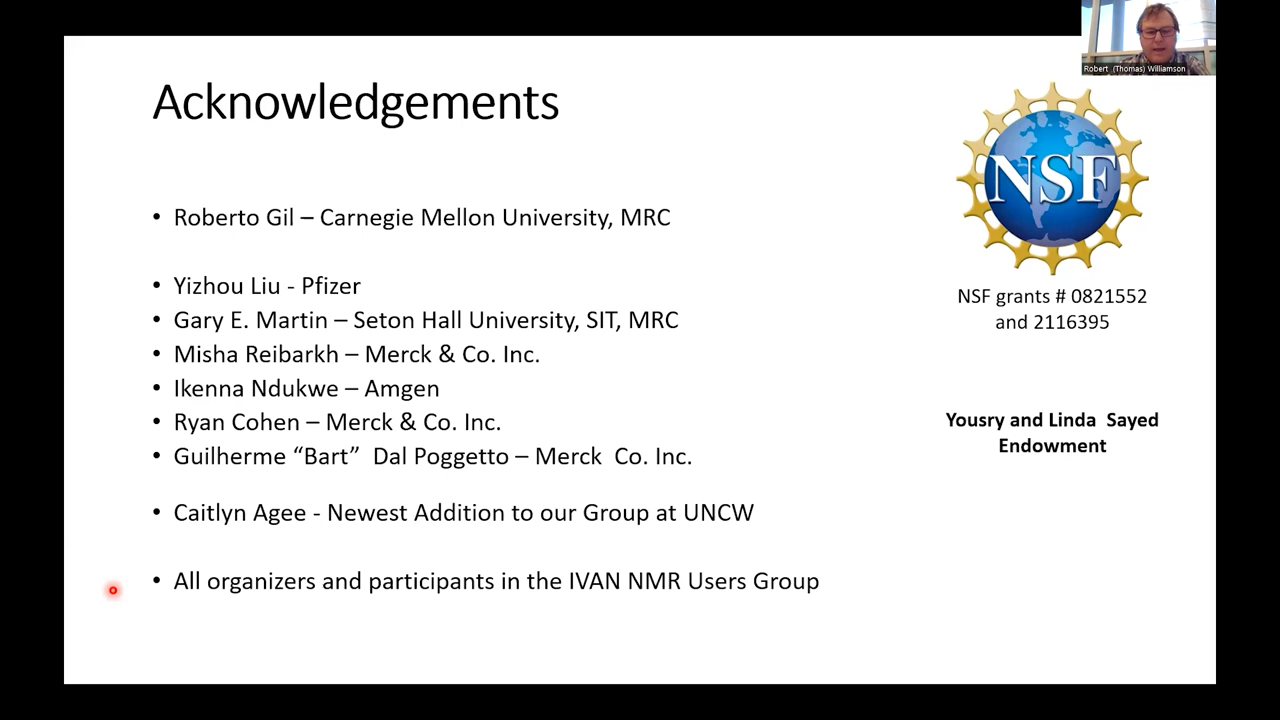 Robert (Thomas) Williamson
Acknowledgements
NSF
• Roberto Gil – Carnegie Mellon University, MRC
• Yizhou Liu - Pfizer
• Gary E. Martin – Seton Hall University, SIT, MRC
• Misha Reibarkh – Merck & Co. Inc.
• Ikenna Ndukwe – Amgen
• Ryan Cohen – Merck & Co. Inc.
• Guilherme “Bart” Dal Poggetto – Merck Co. Inc.
• Caitlyn Agee - Newest Addition to our Group at UNCW
• All organizers and participants in the IVAN NMR Users Group
NSF grants # 0821552
and 2116395
Yousry and Linda Sayed
Endowment